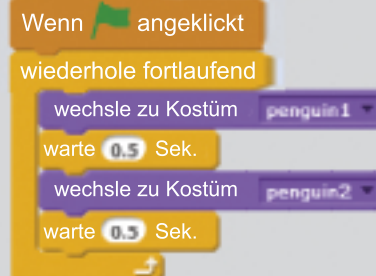 Wenn angeklickt
wiederhole fortlaufend
wechsle zu Kostüm penguin1
warte 0.5 Sek.
wechsle zu Kostüm penguin2
warte 0.5 Sek.